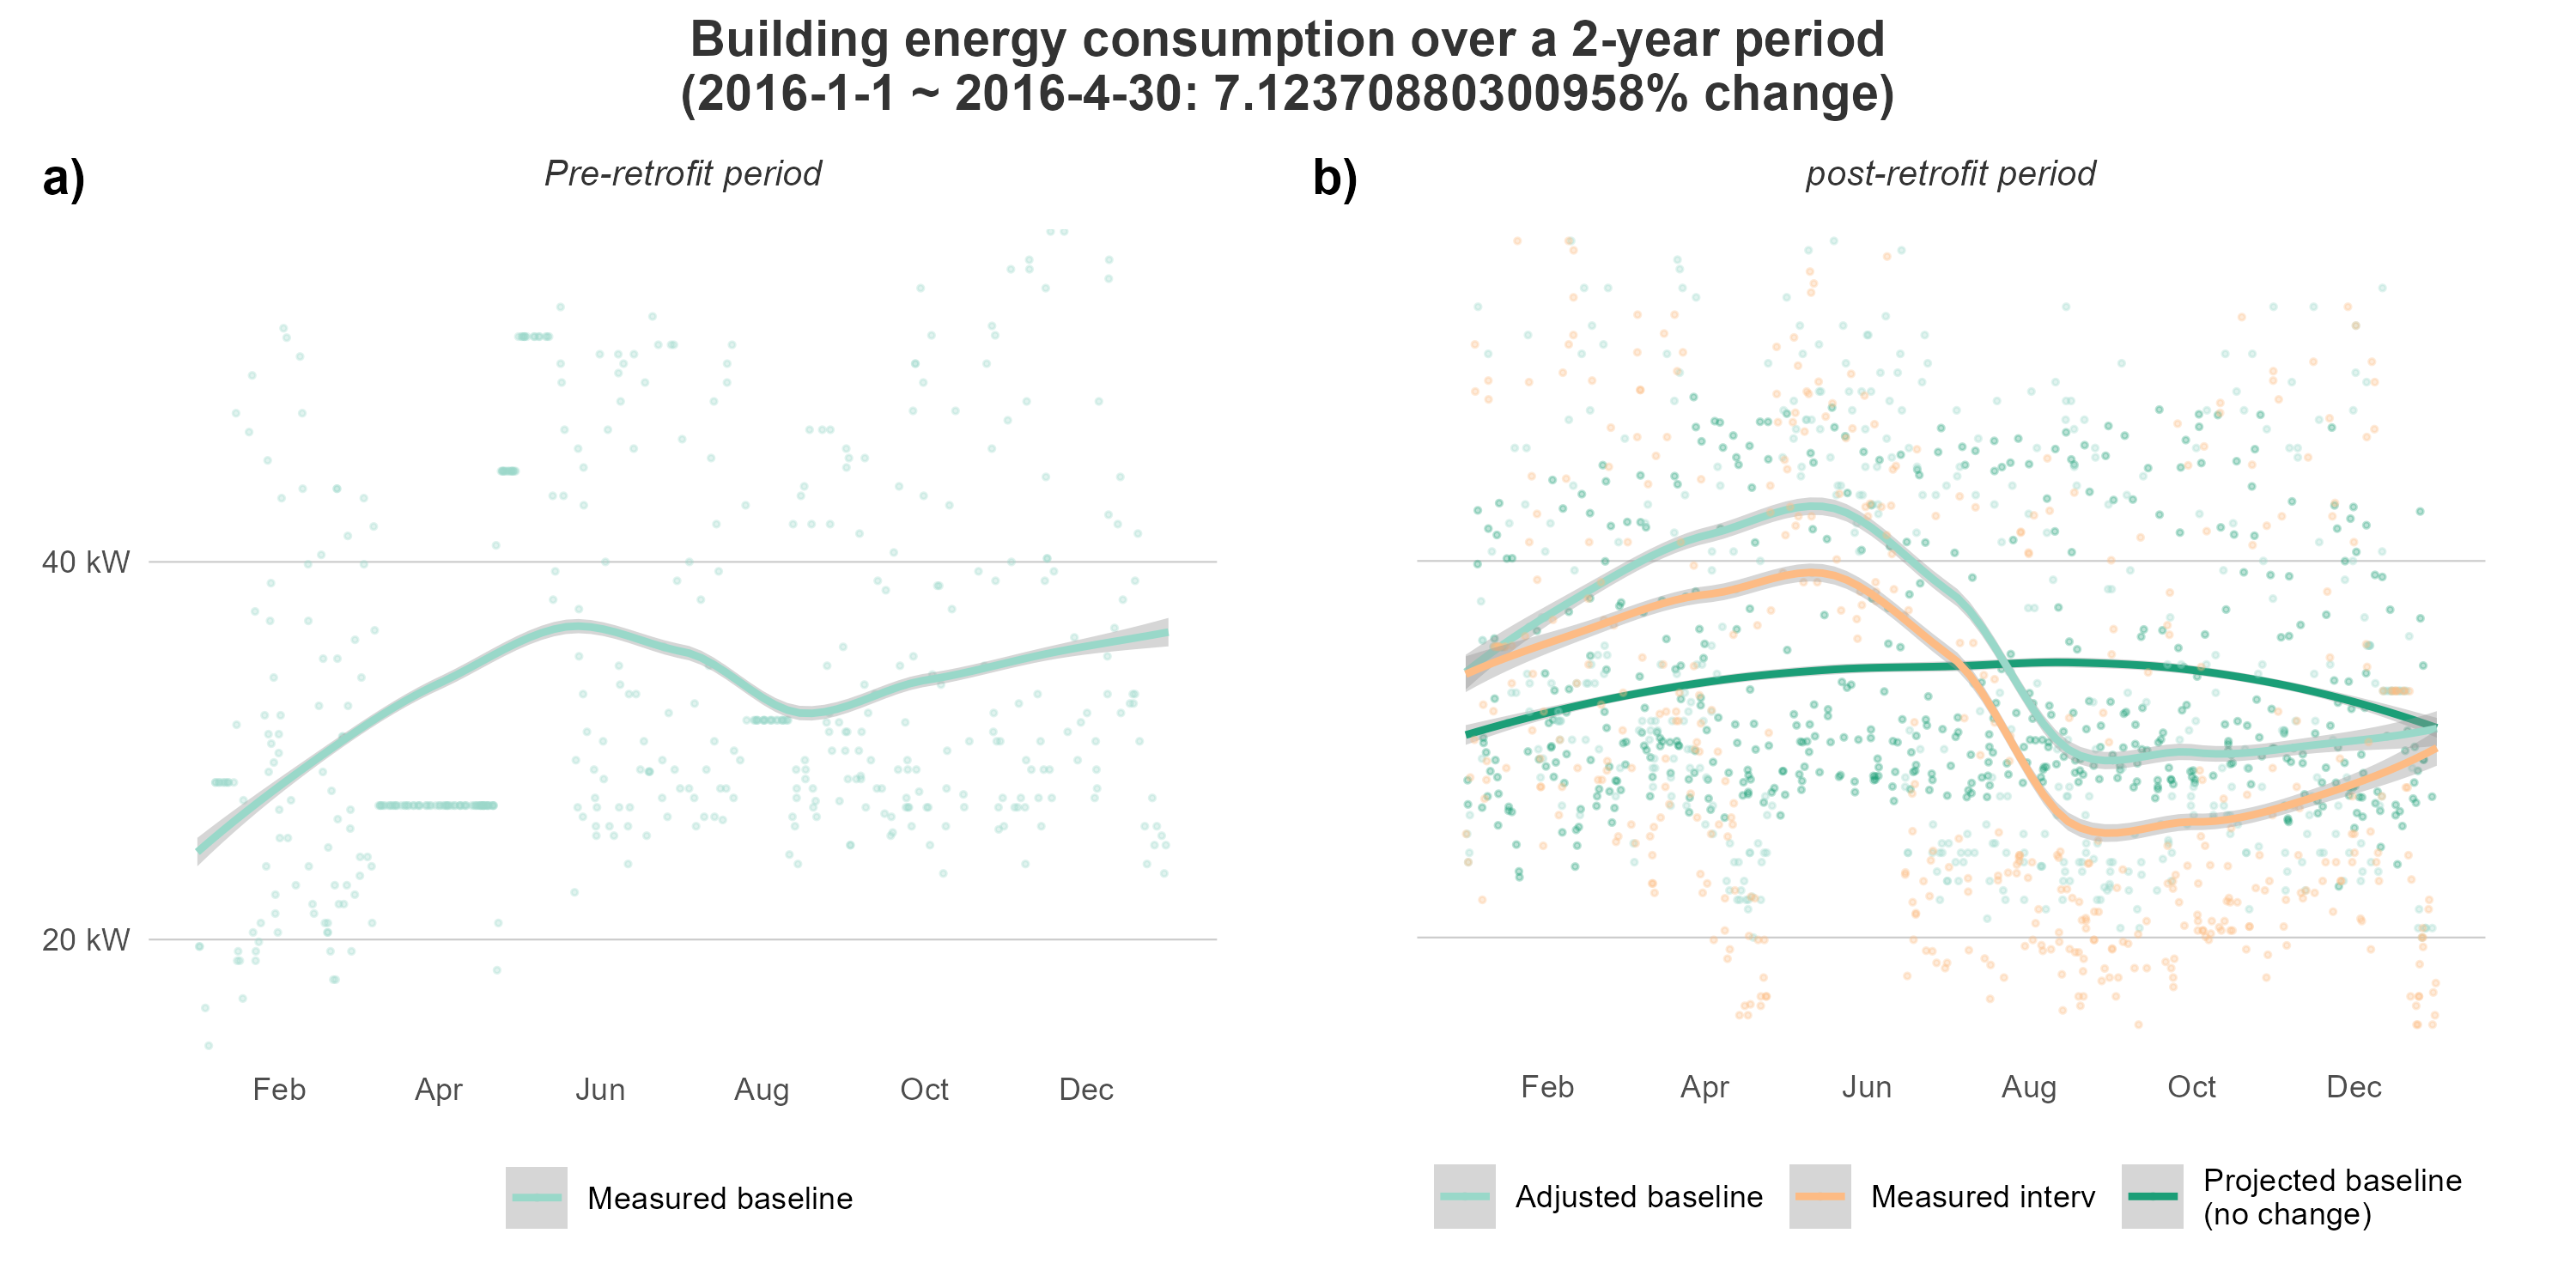 Building energy consumption over a 2-year period
(2016-1-1 ~ 2016-4-30: 7.12370880300958% change)
a)
Pre-retrofit period
40 kW
20 kW
Feb Apr Jun Aug Oct Dec
Measured baseline
b)
post-retrofit period
Feb Apr Jun Aug Oct Dec
Adjusted baseline
Measured interv
Projected baseline
(no change)